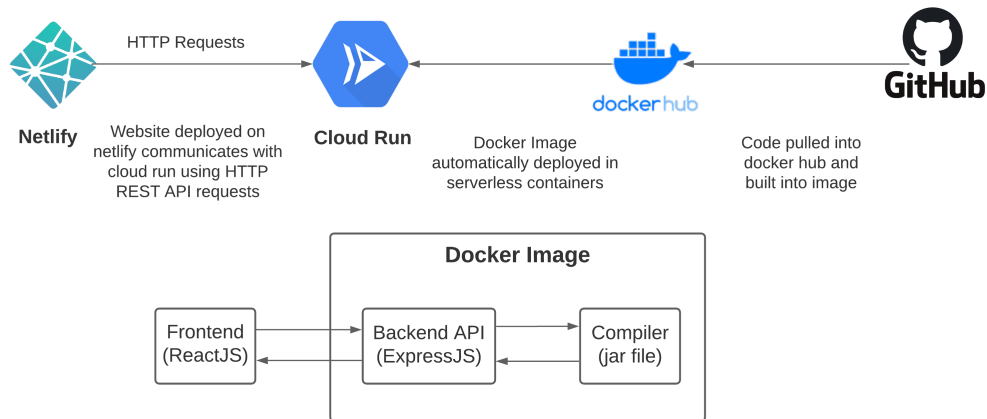 HTTP Requests
docker hub
GitHub
Netlify
Cloud Run
Website deployed on
netlify communicates with
cloud run using HTTP
REST API requests
Docker Image
automatically deployed in
serverless containers
Code pulled into
docker hub and
built into image
Docker Image
Frontend
(ReactJS)
Backend API
(ExpressJS)
Compiler
(jar file)